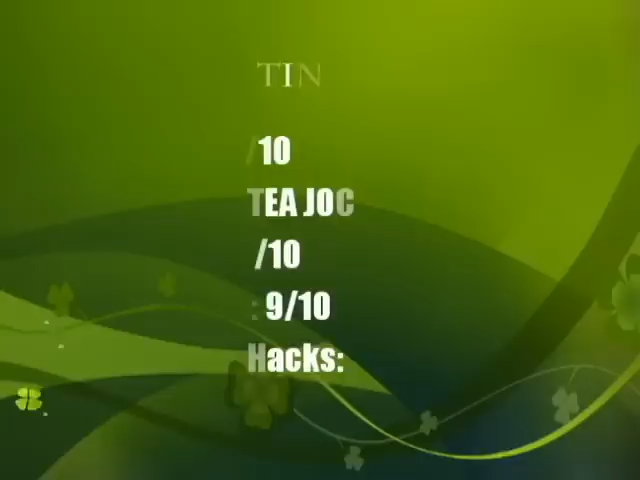 TIN
/10
TEA JOC
/10
: 9/10
Hacks: